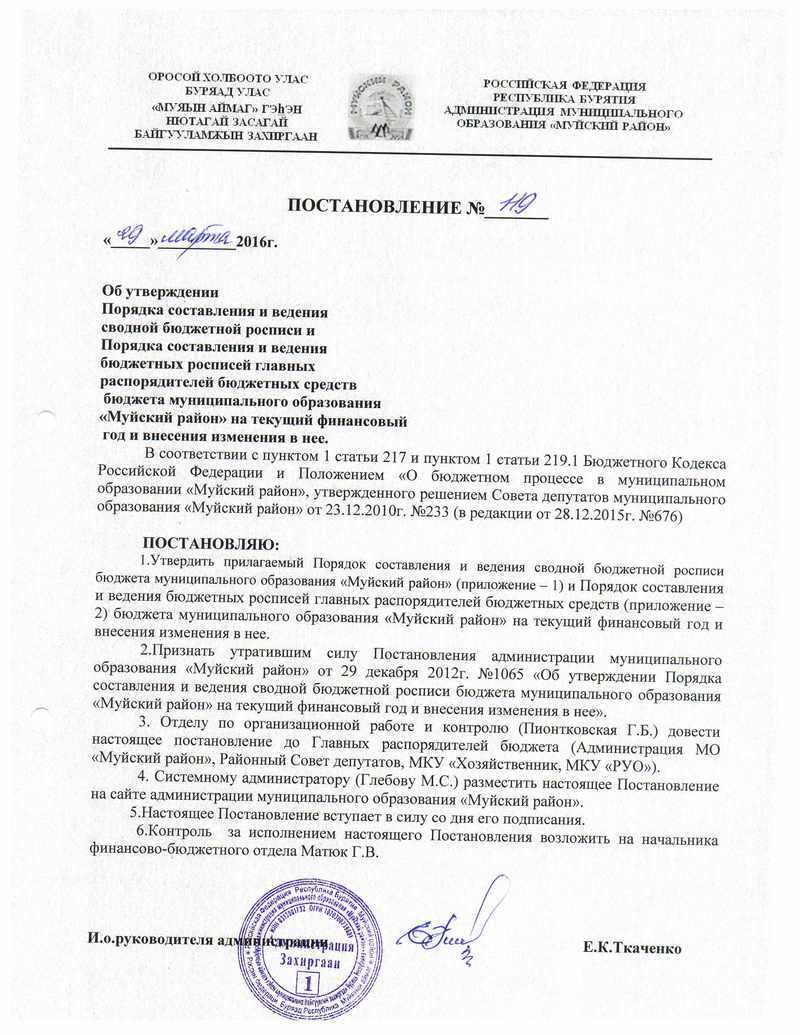 ОРОСОЙ ХОЛБООТО УЛАС
БУРЯАД УЛАС
«МУЯЫН АЙМАГ» ГЭҺЭН
НЮТАГАЙ ЗАСАГАЙ
БАЙГУУЛАМЖЫН ЗАХИРГААН
МУЙСКИЙ РАЙОН
РОССИЙСКАЯ ФЕДЕРАЦИЯ
РЕСПУБЛИКА БУРЯТИЯ
АДМИНИСТРАЦИЯ МУНИЦИПАЛЬНОГО
ОБРАЗОВАНИЯ «МУЙСКИЙ РАЙОН»
ПОСТАНОВЛЕНИЕ № 119
«29» марта 2016г.
Об утверждении
Порядка составления и ведения
сводной бюджетной росписи и
Порядка составления и ведения
бюджетных росписей главных
распорядителей бюджетных средств
бюджета муниципального образования
«Муйский район» на текущий финансовый
год и внесения изменения в нее.
В соответствии с пунктом 1 статьи 217 и пунктом 1 статьи 219.1 Бюджетного Кодекса
Российской Федерации и Положением «О бюджетном процессе в муниципальном
образовании «Муйский район», утвержденного решением Совета депутатов муниципального
образования «Муйский район» от 23.12.2010г. №233 (в редакции от 28.12.2015г. №676)
ПОСТАНОВЛЯЮ:
1.Утвердить прилагаемый Порядок составления и ведения сводной бюджетной росписи
бюджета муниципального образования «Муйский район» (приложение – 1) и Порядок составления
и ведения бюджетных росписей главных распорядителей бюджетных средств (приложение –
2) бюджета муниципального образования «Муйский район» на текущий финансовый год и
внесения изменения в нее.
2.Признать утратившим силу Постановления администрации муниципального
образования «Муйский район» от 29 декабря 2012г. №1065 «Об утверждении Порядка
составления и ведения сводной бюджетной росписи бюджета муниципального образования
«Муйский район» на текущий финансовый год и внесения изменения в нее».
3. Отделу по организационной работе и контролю (Пионтковская Г.Б.) довести
настоящее постановление до Главных распорядителей бюджета (Администрация МО
«Муйский район», Районный Совет депутатов, МКУ «Хозяйственник, МКУ «РУО»).
4. Системному администратору (Глебову М.С.) разместить настоящее Постановление
на сайте администрации муниципального образования «Муйский район».
5.Настоящее Постановление вступает в силу со дня его подписания.
6.Контроль за исполнением настоящего Постановления возложить на начальника
финансово-бюджетного отдела Матюк Г.В.
И.о.руководителя администрации
Е.К.Ткаченко
Администрация
Захиргаан
1